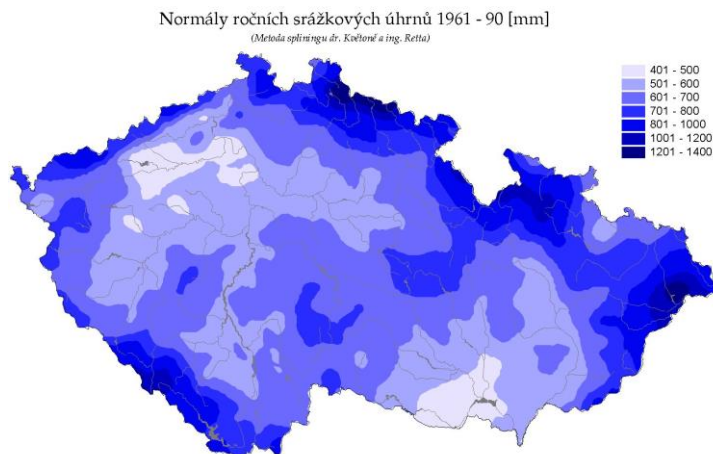 Normály ročních srážkových úhrnů 1961 - 90 [mm]
(Metoda spliningu dr. Květoně a ing. Retta)
401 - 500
501 - 600
601 - 700
701 - 800
801 - 1000
1001 - 1200
1201 - 1400